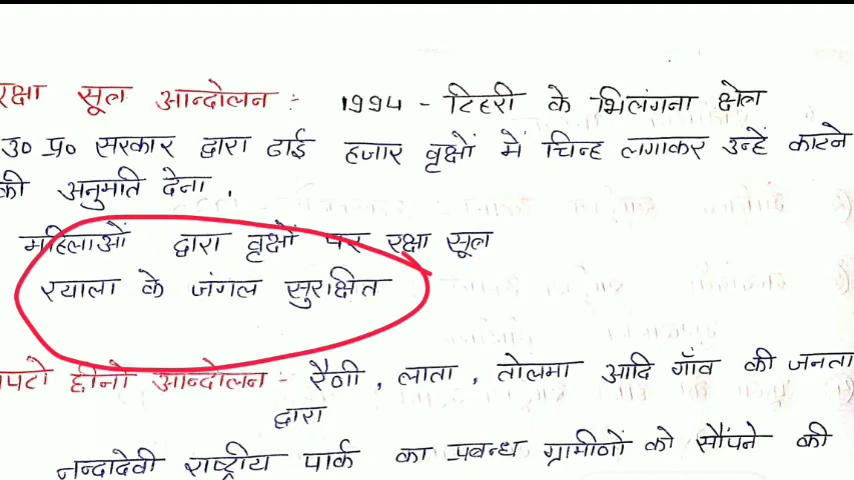 रक्षा सूत्र आन्दोलन :- 1994 - टिहरी के भिलंगना क्षेत्र
उ० प्र० सरकार द्वारा ढाई हजार वृक्षों में चिन्ह लगाकर उन्हें काटने
की अनुमति देना .
महिलाओं द्वारा वृक्षों पर रक्षा सूत्र
रयाला के जंगल सुरक्षित
झपटो छीनो आन्दोलन - रैणी , लाता , तोलमा आदि गाँव की जनता
द्वारा
नन्दादेवी राष्ट्रीय पार्क का प्रबन्ध ग्रामीणों को सौंपने की